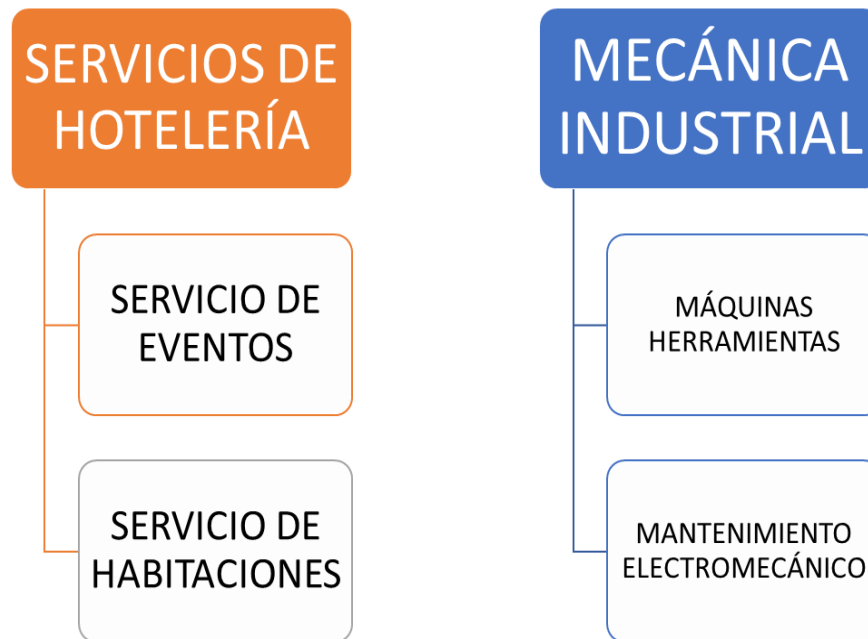 SERVICIOS DE
HOTELERÍA
SERVICIO DE
EVENTOS
SERVICIO DE
HABITACIONES
MECÁNICA
INDUSTRIAL
MÁQUINAS
HERRAMIENTAS
MANTENIMIENTO
ELECTROMECÁNICO